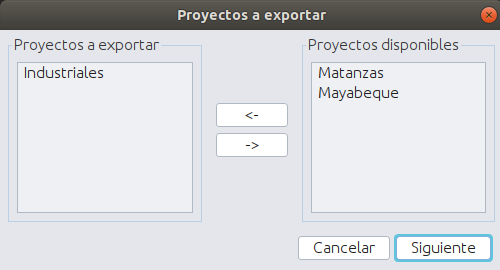 Proyectos a exportar
Proyectos a exportar
Industriales
<-
->
Proyectos disponibles
Matanzas
Mayabeque
Cancelar
Siguiente